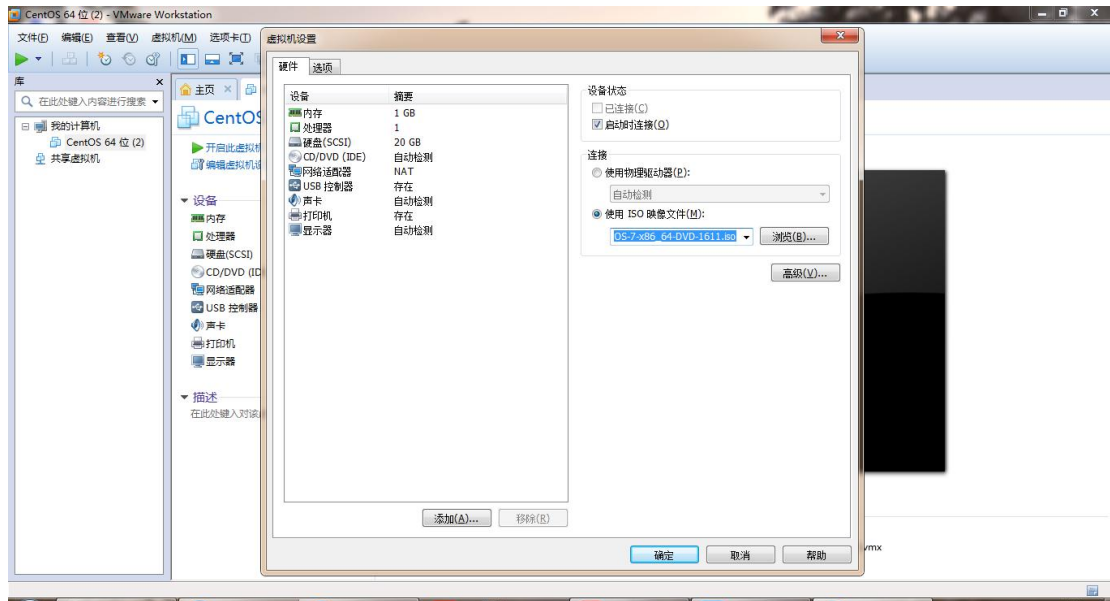 CentOS 64 位 (2) - VMware Workstation
文件(F) 编辑(E) 查看(V) 虚拟机(M) 选项卡(T)
库
在此处键入内容进行搜索
我的计算机
CentOS 64 位 (2)
共享虚拟机
主页
CentOS
开启此虚拟机
编辑虚拟机设
设备
内存
处理器
硬盘(SCSI)
CD/DVD (ID
网络适配器
USB 控制器
声卡
打印机
显示器
描述
在此处键入对该
虚拟机设置
硬件 选项
设备 摘要
内存 1 GB
处理器 1
硬盘(SCSI) 20 GB
CD/DVD (IDE) 自动检测
网络适配器 NAT
USB 控制器 存在
声卡 自动检测
打印机 存在
显示器 自动检测
添加(A)... 移除(R)
设备状态
已连接(C)
启动时连接(O)
连接
使用物理驱动器(P):
自动检测
使用 ISO 映像文件(M):
OS-7-x86_64-DVD-1611.iso 浏览(B)...
高级(V)...
确定 取消 帮助
vmx